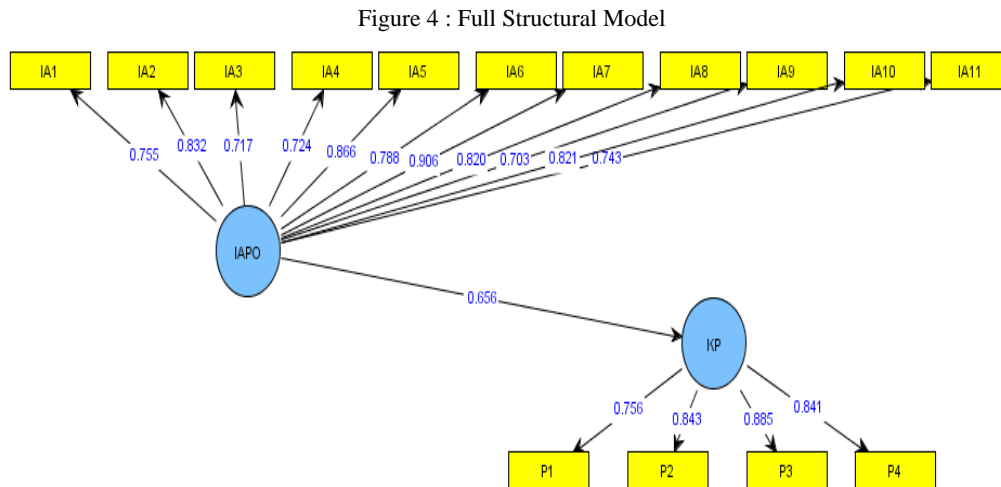 Figure 4 : Full Structural Model
IA1 IA2 IA3 IA4 IA5 IA6 IA7 IA8 IA9 IA10 IA11
0.755 0.832 0.717 0.724 0.866 0.788 0.906 0.820 0.703 0.821 0.743
IAPO
0.656
KP
0.756 0.843 0.885 0.841
P1 P2 P3 P4